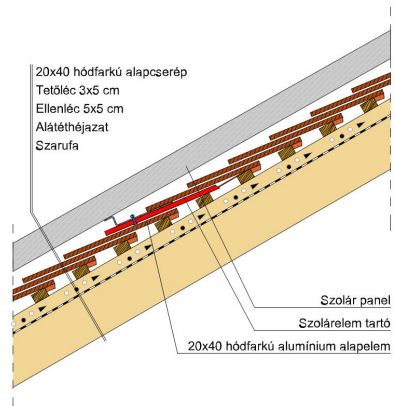 20x40 hódfarkú alapcserép
Tetőléc 3x5 cm
Ellenléc 5x5 cm
Alátéthéjazat
Szarufa
Szolár panel
Szolárelem tartó
20x40 hódfarkú alumínium alapelem